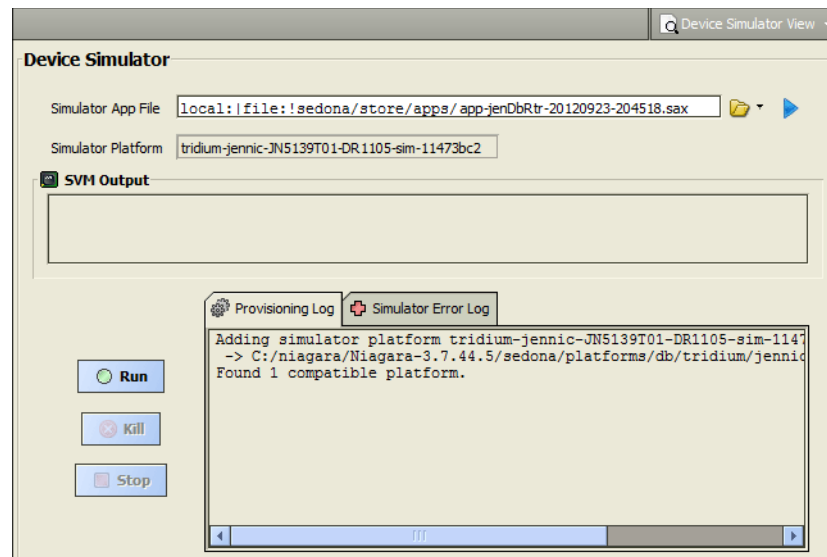 Device Simulator View
Device Simulator
Simulator App File local:|file:!sedona/store/apps/app-jenDbRtr-20120923-204518.sax
Simulator Platform tridium-jennic-JN5139T01-DR1105-sim-11473bc2
SVM Output
Provisioning Log Simulator Error Log
Adding simulator platform tridium-jennic-JN5139T01-DR1105-sim-1147
-> C:/niagara/Niagara-3.7.44.5/sedona/platforms/db/tridium/jennic
Found 1 compatible platform.
Run
Kill
Stop